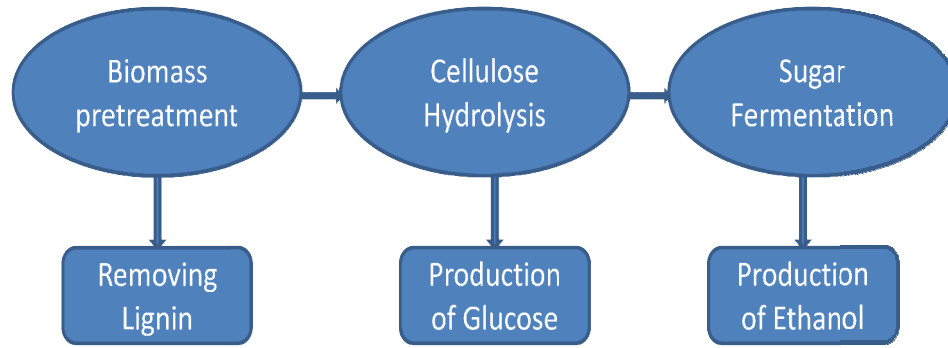 Biomass
pretreatment
Cellulose
Hydrolysis
Sugar
Fermentation
Removing
Lignin
Production
of Glucose
Production
of Ethanol